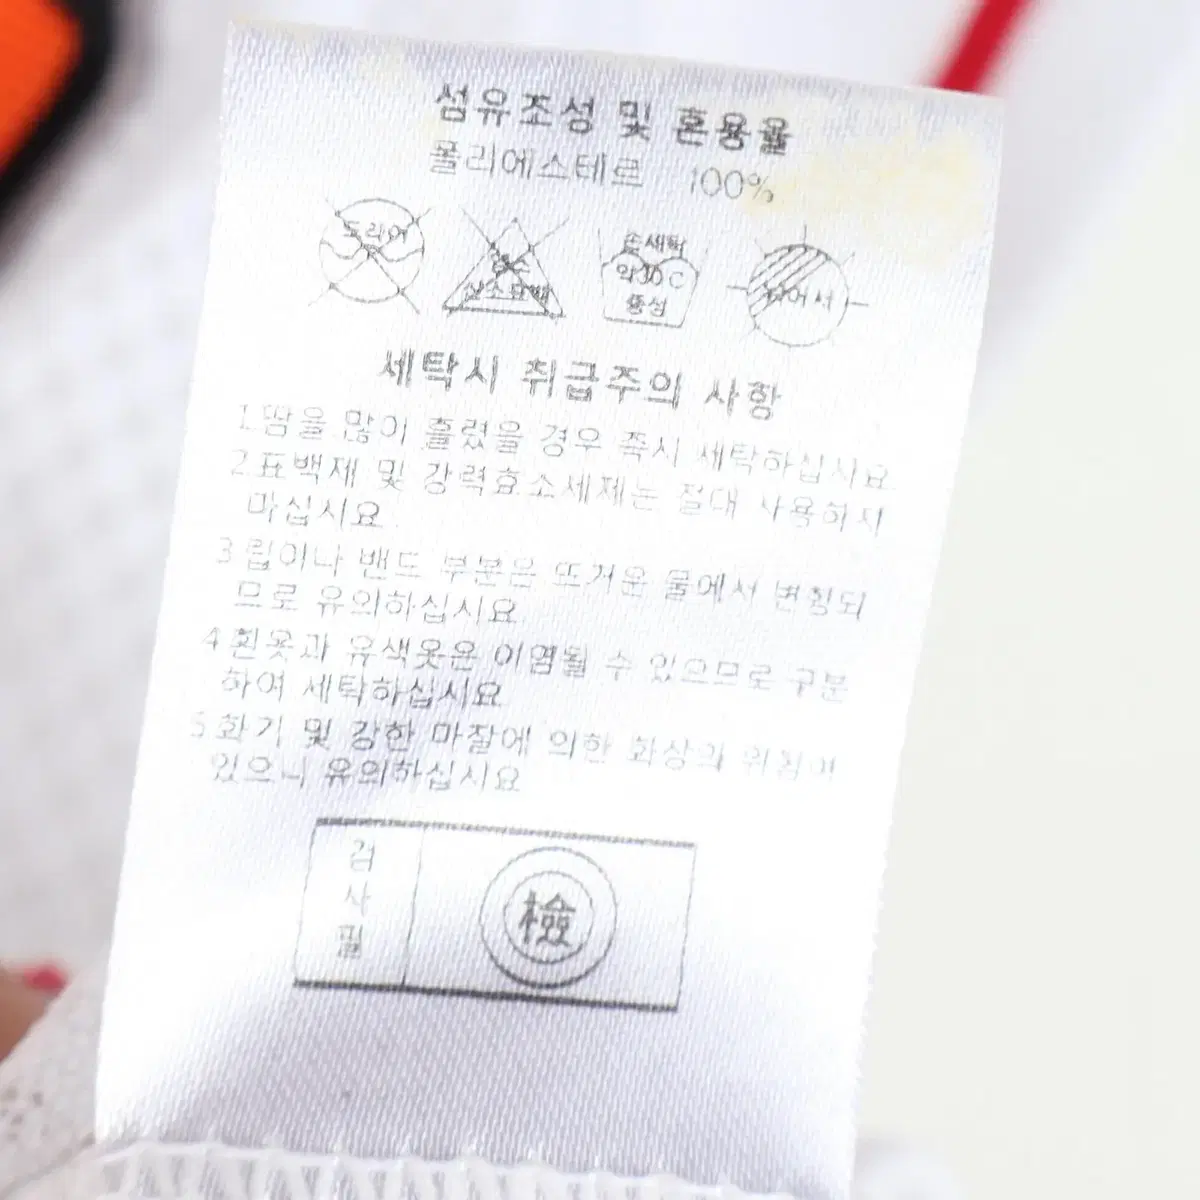 섬유조성 및 혼용율
폴리에스테르 100%
드라이
염소
산소표백
손세탁
약30℃
중성
뉘어서
세탁시 취급주의 사항
1.땀을 많이 흘렸을 경우 즉시 세탁하십시요
2.표백제 및 강력효소세제는 절대 사용하지
마십시요
3.립이나 밴드 부분은 뜨거운 물에서 변형되
므로 유의하십시요
4.흰옷과 유색옷은 이염될 수 있으므로 구분
하여 세탁하십시요
5.화기 및 강한 마찰에 의한 화상의 위험이
있으니 유의하십시요
검사필
檢